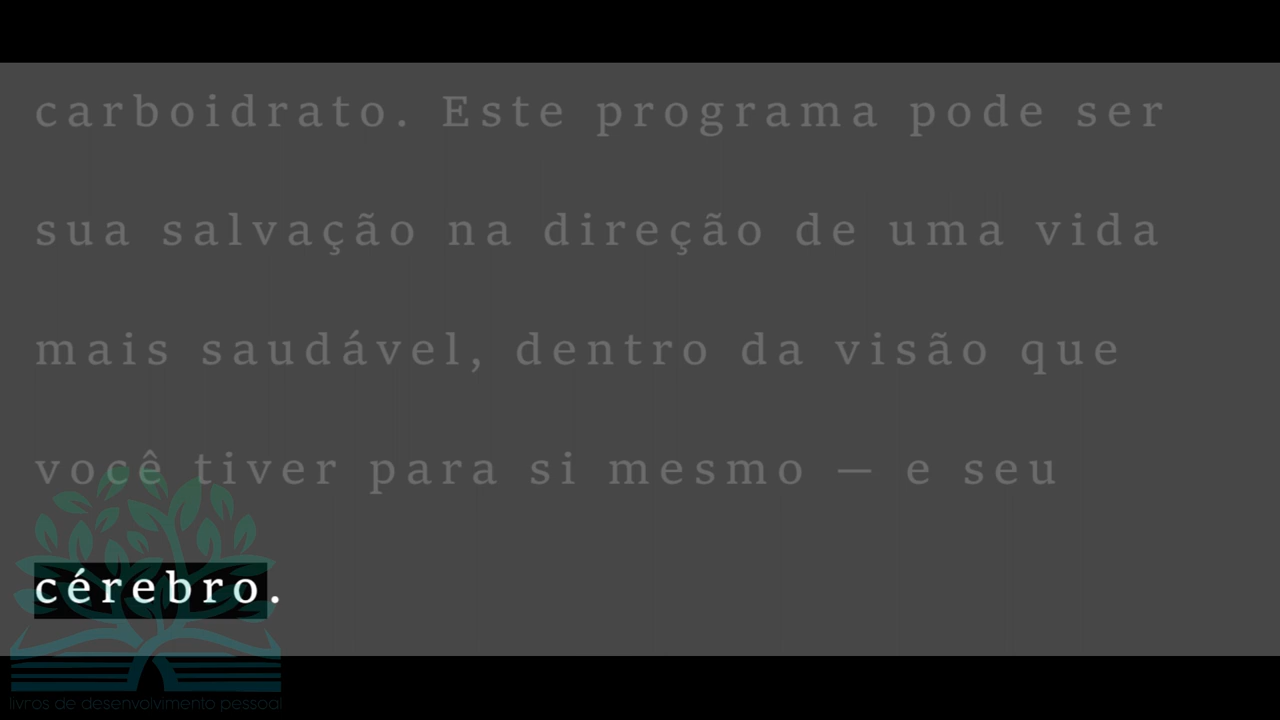 carboidrato. Este programa pode ser
sua salvação na direção de uma vida
mais saudável, dentro da visão que
você tiver para si mesmo — e seu
cérebro.
livros de desenvolvimento pessoal